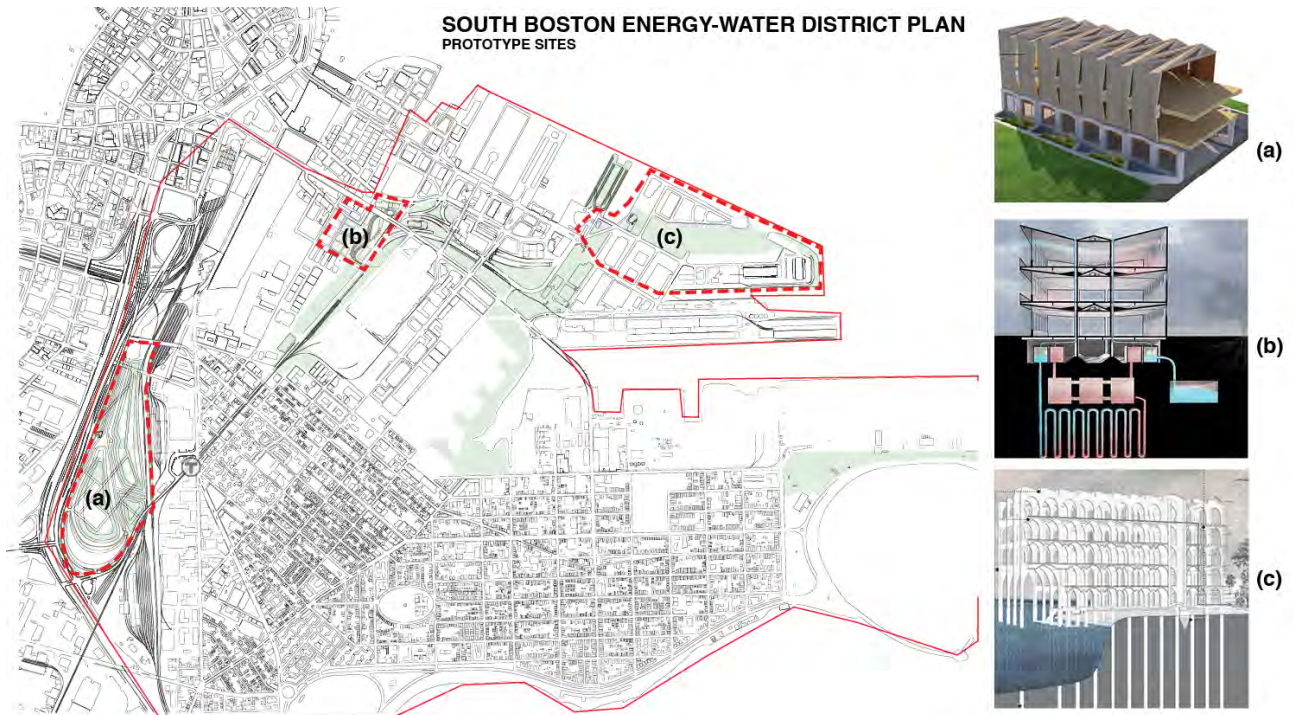 SOUTH BOSTON ENERGY-WATER DISTRICT PLAN
PROTOTYPE SITES
(a)
(b)
(c)
(b)
(c)
T
(a)